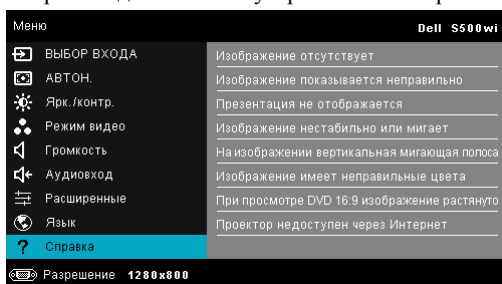 Меню
Dell S500wi
ВЫБОР ВХОДА
АВТОН.
Ярк./контр.
Режим видео
Громкость
Аудиовход
Расширенные
Язык
Справка
Изображение отсутствует
Изображение показывается неправильно
Презентация не отображается
Изображение нестабильно или мигает
На изображении вертикальная мигающая полоса
Изображение имеет неправильные цвета
При просмотре DVD 16:9 изображение растянуто
Проектор недоступен через Интернет
Разрешение 1280x800